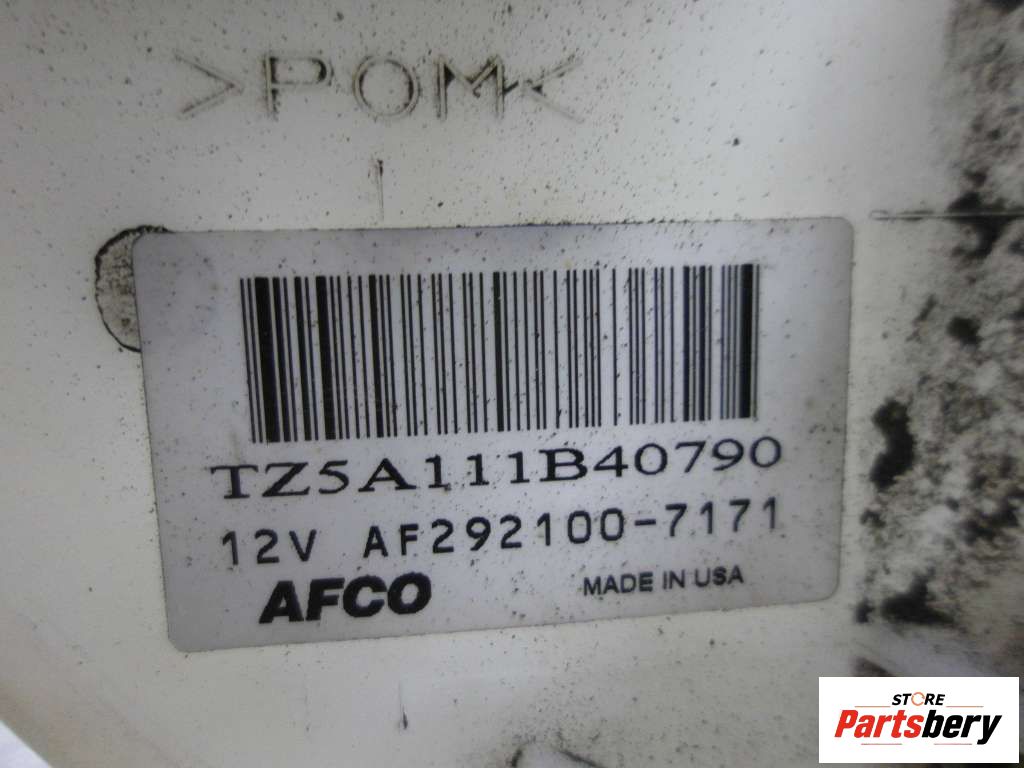 >POM<
TZ5A111B40790
12V AF292100-7171
AFCO MADE IN USA
STORE
Partsbery